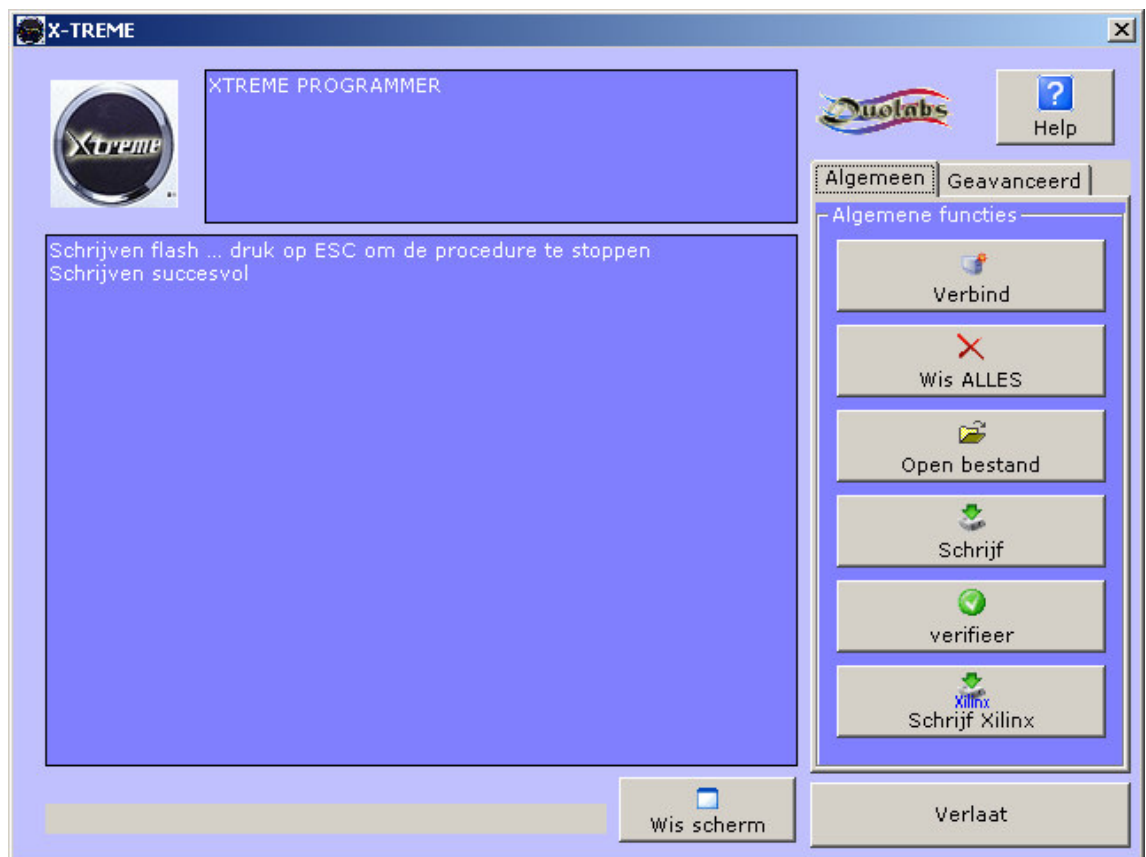 X-TREME
Xtreme
XTREME PROGRAMMER
Duolabs
Help
Algemeen
Geavanceerd
Schrijven flash ... druk op ESC om de procedure te stoppen
Schrijven succesvol
Algemene functies
Verbind
Wis ALLES
Open bestand
Schrijf
verifieer
Xilinx
Schrijf Xilinx
Wis scherm
Verlaat